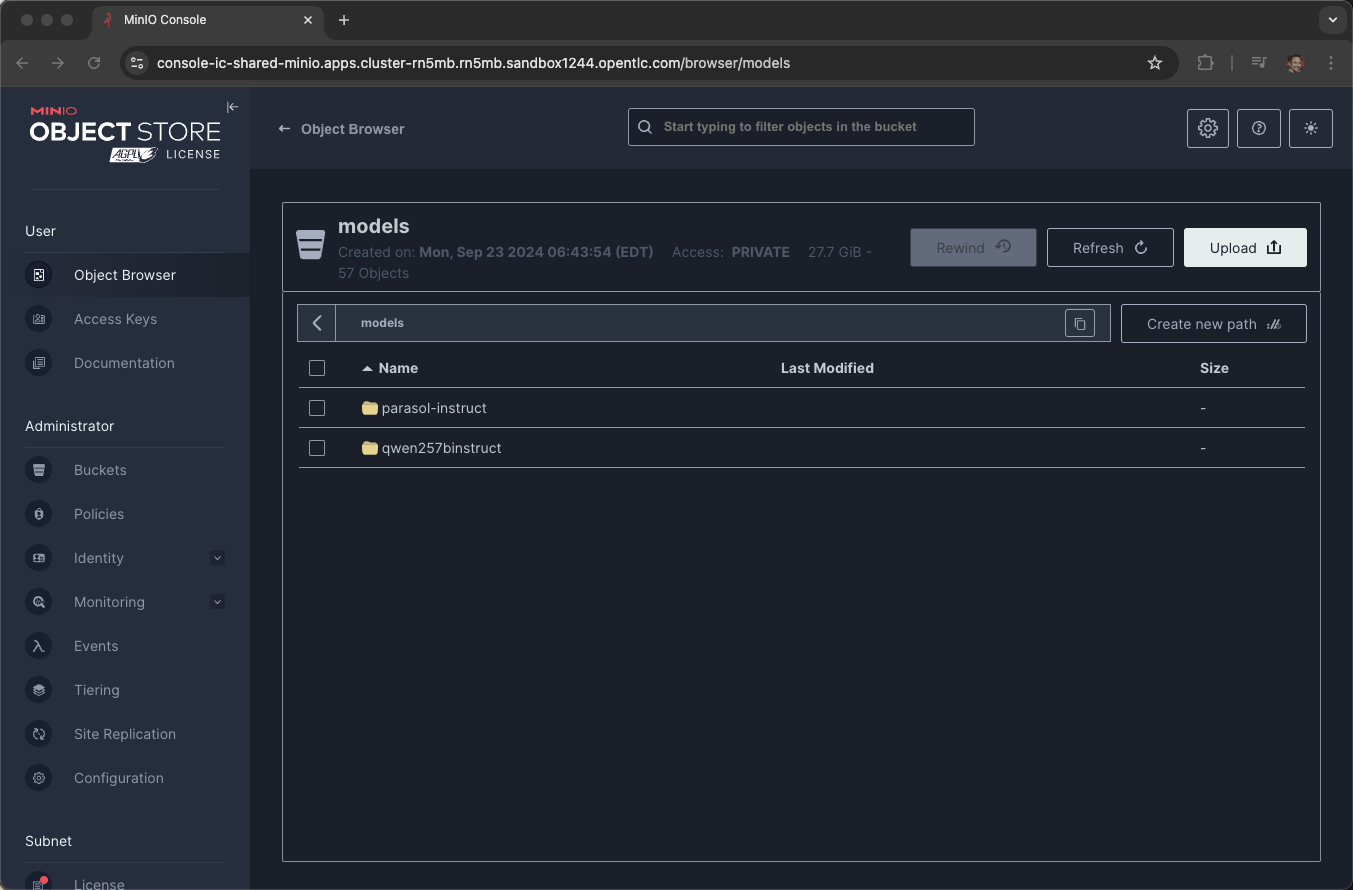 MinIO Console
console-ic-shared-minio.apps.cluster-rn5mb.rn5mb.sandbox1244.opentlc.com/browser/models
MINIO
OBJECT STORE
AGPLV3 LICENSE
User
Object Browser
Access Keys
Documentation
Administrator
Buckets
Policies
Identity
Monitoring
Events
Tiering
Site Replication
Configuration
Subnet
License
Object Browser
Start typing to filter objects in the bucket
models
Created on: Mon, Sep 23 2024 06:43:54 (EDT) Access: PRIVATE 27.7 GiB -
57 Objects
Rewind
Refresh
Upload
models
Create new path
Name Last Modified Size
parasol-instruct -
qwen257binstruct -